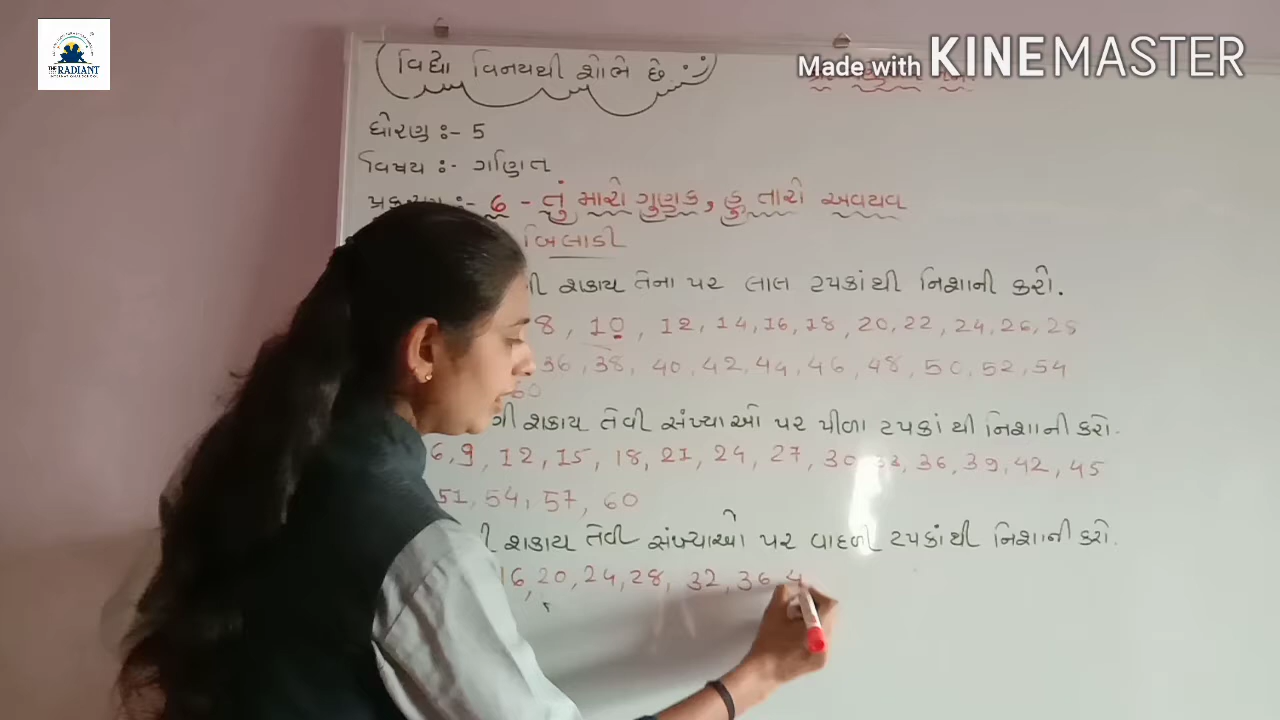 THE RADIANT
Made with KINEMASTER
વિદ્યા વિનયથી શોભે છે.
ધોરણ :- 5
વિષય :- ગણિત
:- 6 - તું મારો ગુણક, હું તારો અવયવ
બિલાડી
શકાય તેના પર લાલ ટપકાંથી નિશાની કરો.
8, 10, 12, 14, 16, 18, 20, 22, 24, 26, 28
36, 38, 40, 42, 44, 46, 48, 50, 52, 54
60
શકાય તેવી સંખ્યાઓ પર પીળા ટપકાંથી નિશાની કરો.
6, 9, 12, 15, 18, 21, 24, 27, 30, 33, 36, 39, 42, 45
51, 54, 57, 60
શકાય તેવી સંખ્યાઓ પર વાદળી ટપકાંથી નિશાની કરો.
16, 20, 24, 28, 32, 36, 4